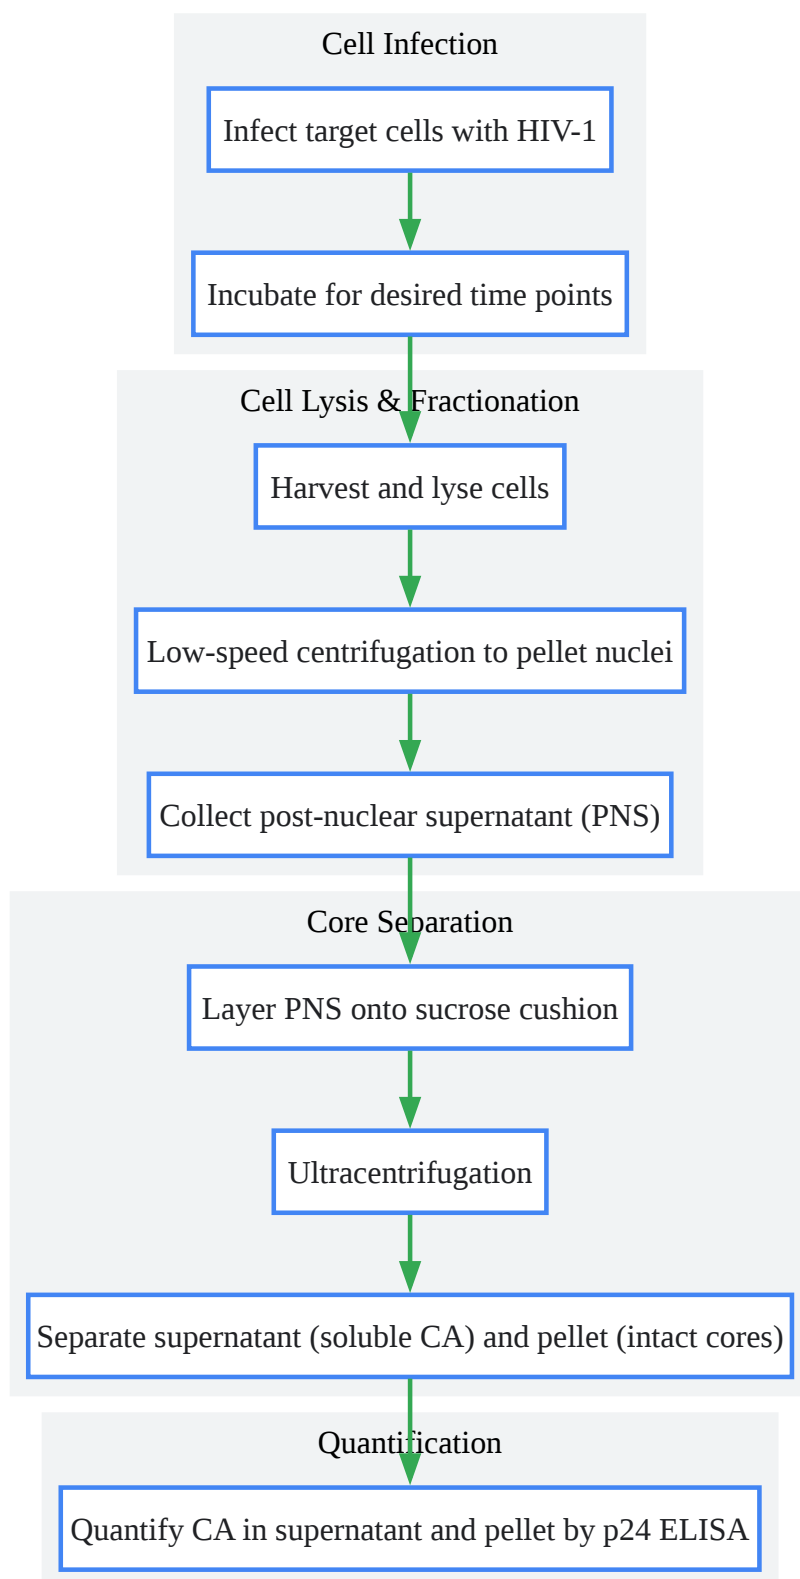 Cell Infection
Infect target cells with HIV-1
Incubate for desired time points
Cell Lysis & Fractionation
Harvest and lyse cells
Low-speed centrifugation to pellet nuclei
Collect post-nuclear supernatant (PNS)
Core Separation
Layer PNS onto sucrose cushion
Ultracentrifugation
Separate supernatant (soluble CA) and pellet (intact cores)
Quantification
Quantify CA in supernatant and pellet by p24 ELISA